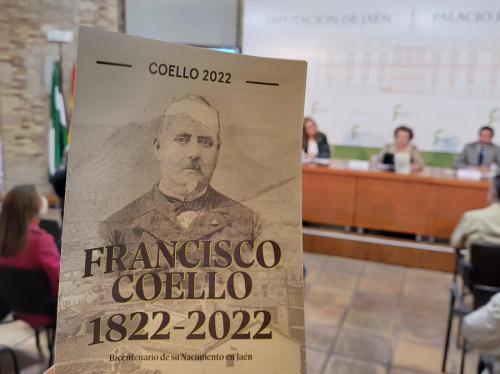 DIPUTACIÓN DE JAÉN
PALACIO
COELLO 2022
FRANCISCO
COELLO
1822-2022
Bicentenario de su Nacimiento en Jaén